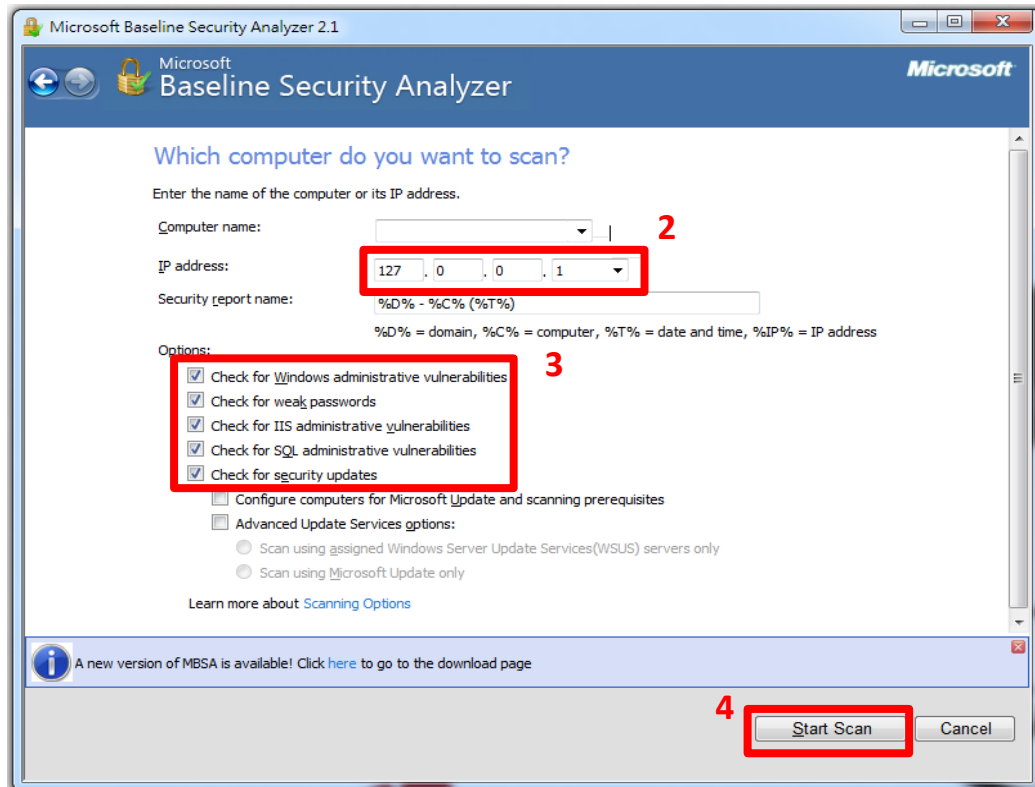 Microsoft Baseline Security Analyzer 2.1
Microsoft
Baseline Security Analyzer
Microsoft
Which computer do you want to scan?
Enter the name of the computer or its IP address.
Computer name:
2
IP address:
127 . 0 . 0 . 1
Security report name:
%D% - %C% (%T%)
%D% = domain, %C% = computer, %T% = date and time, %IP% = IP address
Options:
3
Check for Windows administrative vulnerabilities
Check for weak passwords
Check for IIS administrative vulnerabilities
Check for SQL administrative vulnerabilities
Check for security updates
Configure computers for Microsoft Update and scanning prerequisites
Advanced Update Services options:
Scan using assigned Windows Server Update Services(WSUS) servers only
Scan using Microsoft Update only
Learn more about Scanning Options
A new version of MBSA is available! Click here to go to the download page
4
Start Scan
Cancel